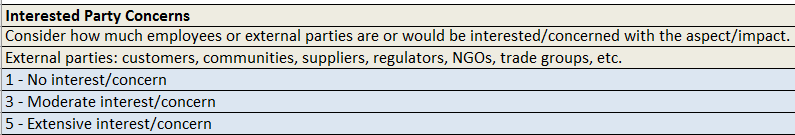 Interested Party Concerns
Consider how much employees or external parties are or would be interested/concerned with the aspect/impact.
External parties: customers, communities, suppliers, regulators, NGOs, trade groups, etc.
1 - No interest/concern
3 - Moderate interest/concern
5 - Extensive interest/concern